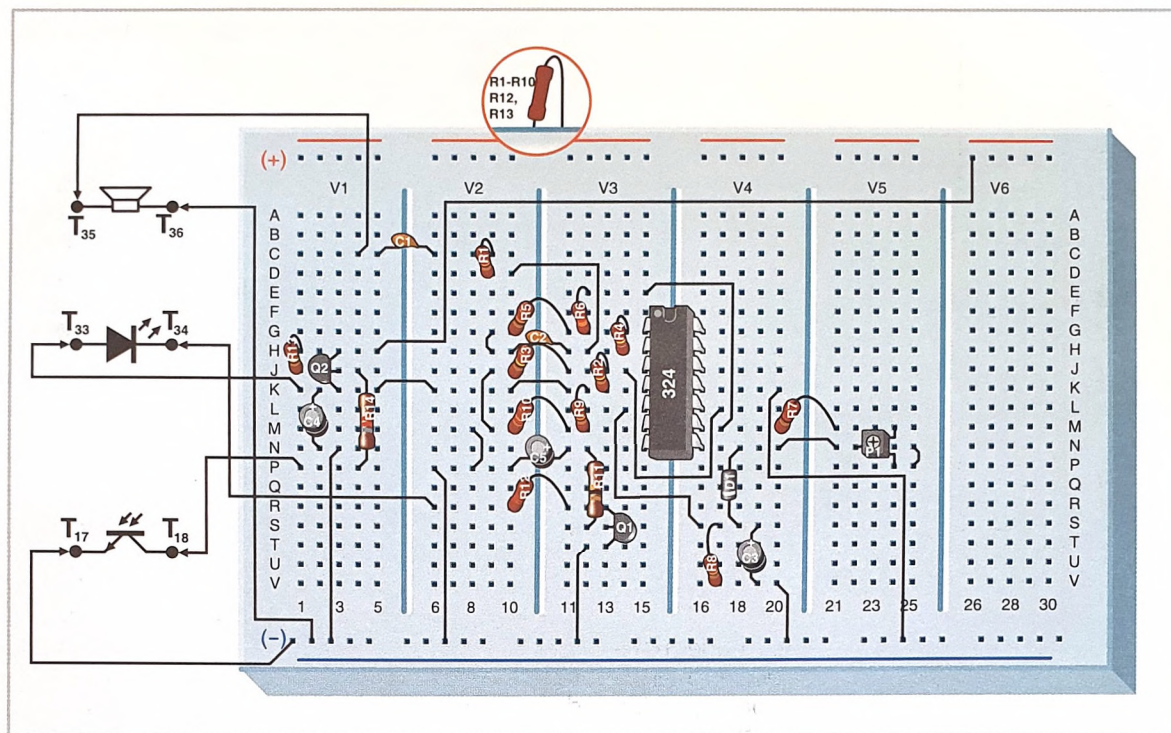 R1-R10
R12,
R13
(+)
V1 V2 V3 V4 V5 V6
T35 T36
A A
B B
C C
D D
E E
F F
G G
H H
J J
K K
L L
M M
N N
P P
Q Q
R R
S S
T T
U U
V V
C1
R1
T33 T34
R5
R6
C2
R4
R3
R2
Q2
324
R14
R10
R9
R7
C4
C5
P1
R11
D1
Q1
T17 T18
R8
C3
1 3 5 6 8 10 11 13 15 16 18 20 21 23 25 26 28 30
(-)